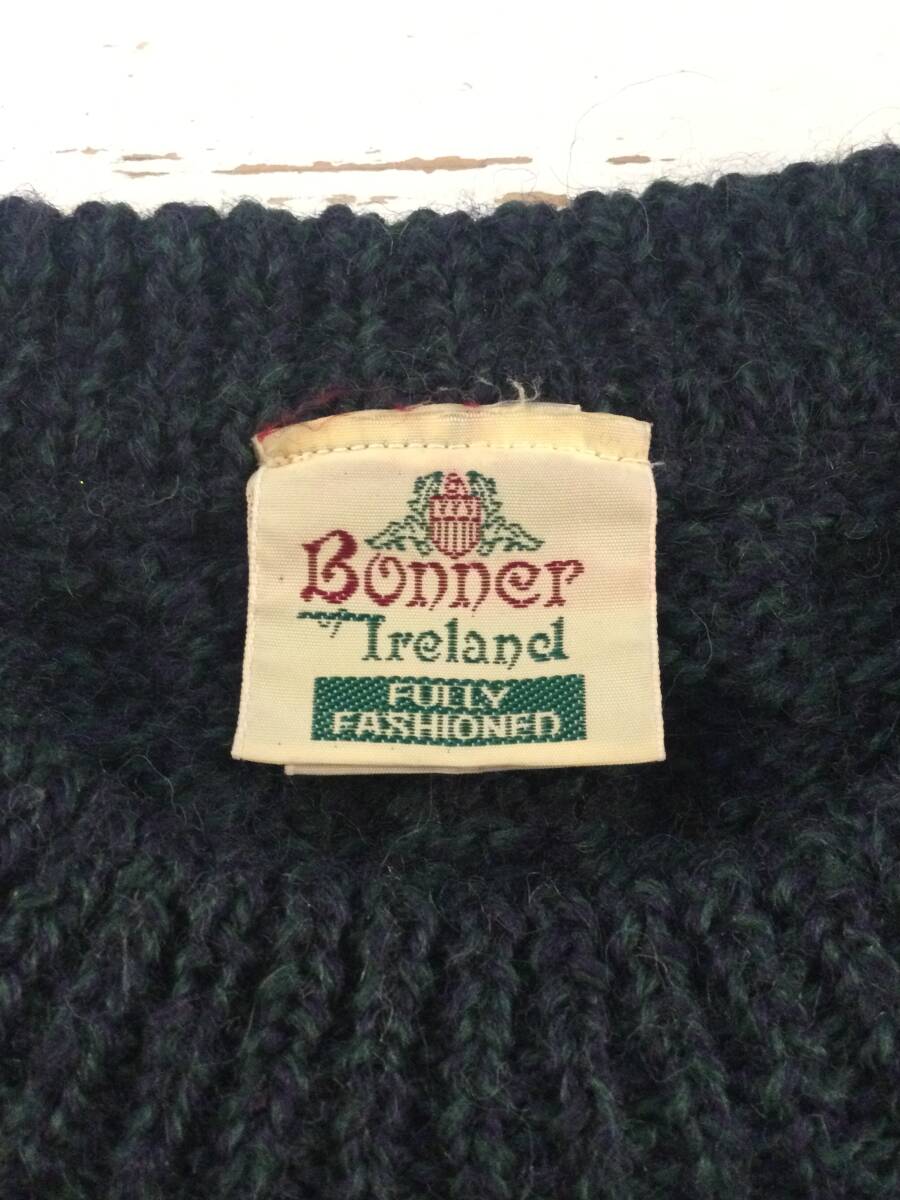 Bonner
of Ireland
FULLY
FASHIONED